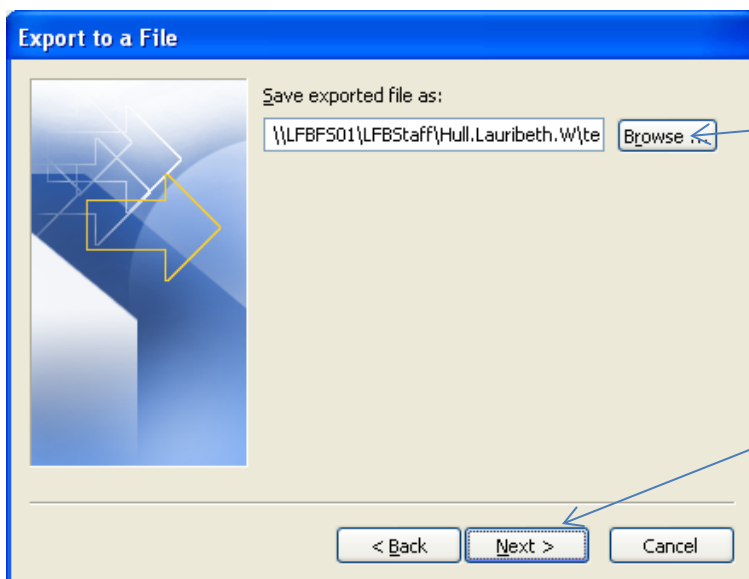 Export to a File
Save exported file as:
\\LFBFS01\LFBStaff\Hull.Lauribeth.W\te
Browse ...
< Back
Next >
Cancel